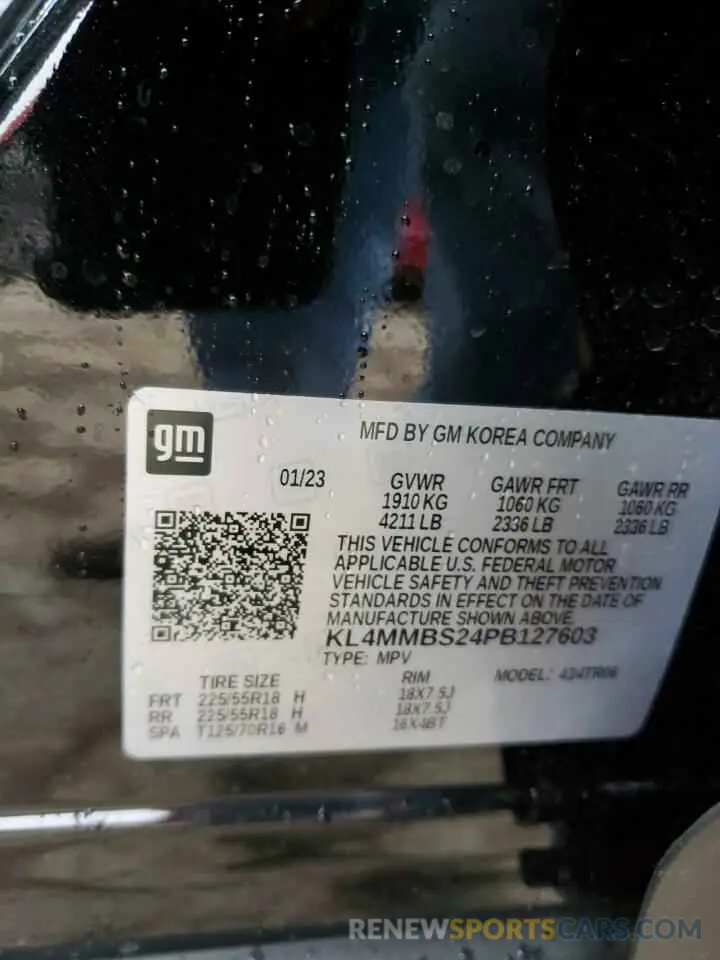 gm
MFD BY GM KOREA COMPANY
01/23 GVWR GAWR FRT GAWR RR
1910 KG 1060 KG 1060 KG
4211 LB 2336 LB 2336 LB
THIS VEHICLE CONFORMS TO ALL
APPLICABLE U.S. FEDERAL MOTOR
VEHICLE SAFETY AND THEFT PREVENTION
STANDARDS IN EFFECT ON THE DATE OF
MANUFACTURE SHOWN ABOVE.
KL4MMBS24PB127603
TYPE: MPV MODEL:
TIRE SIZE RIM
FRT 225/55R18 H 18X7.5J
RR 225/55R18 H 18X7.5J
SPA T125/70R16 M 16X4BT
RENEWSPORTSCARS.COM